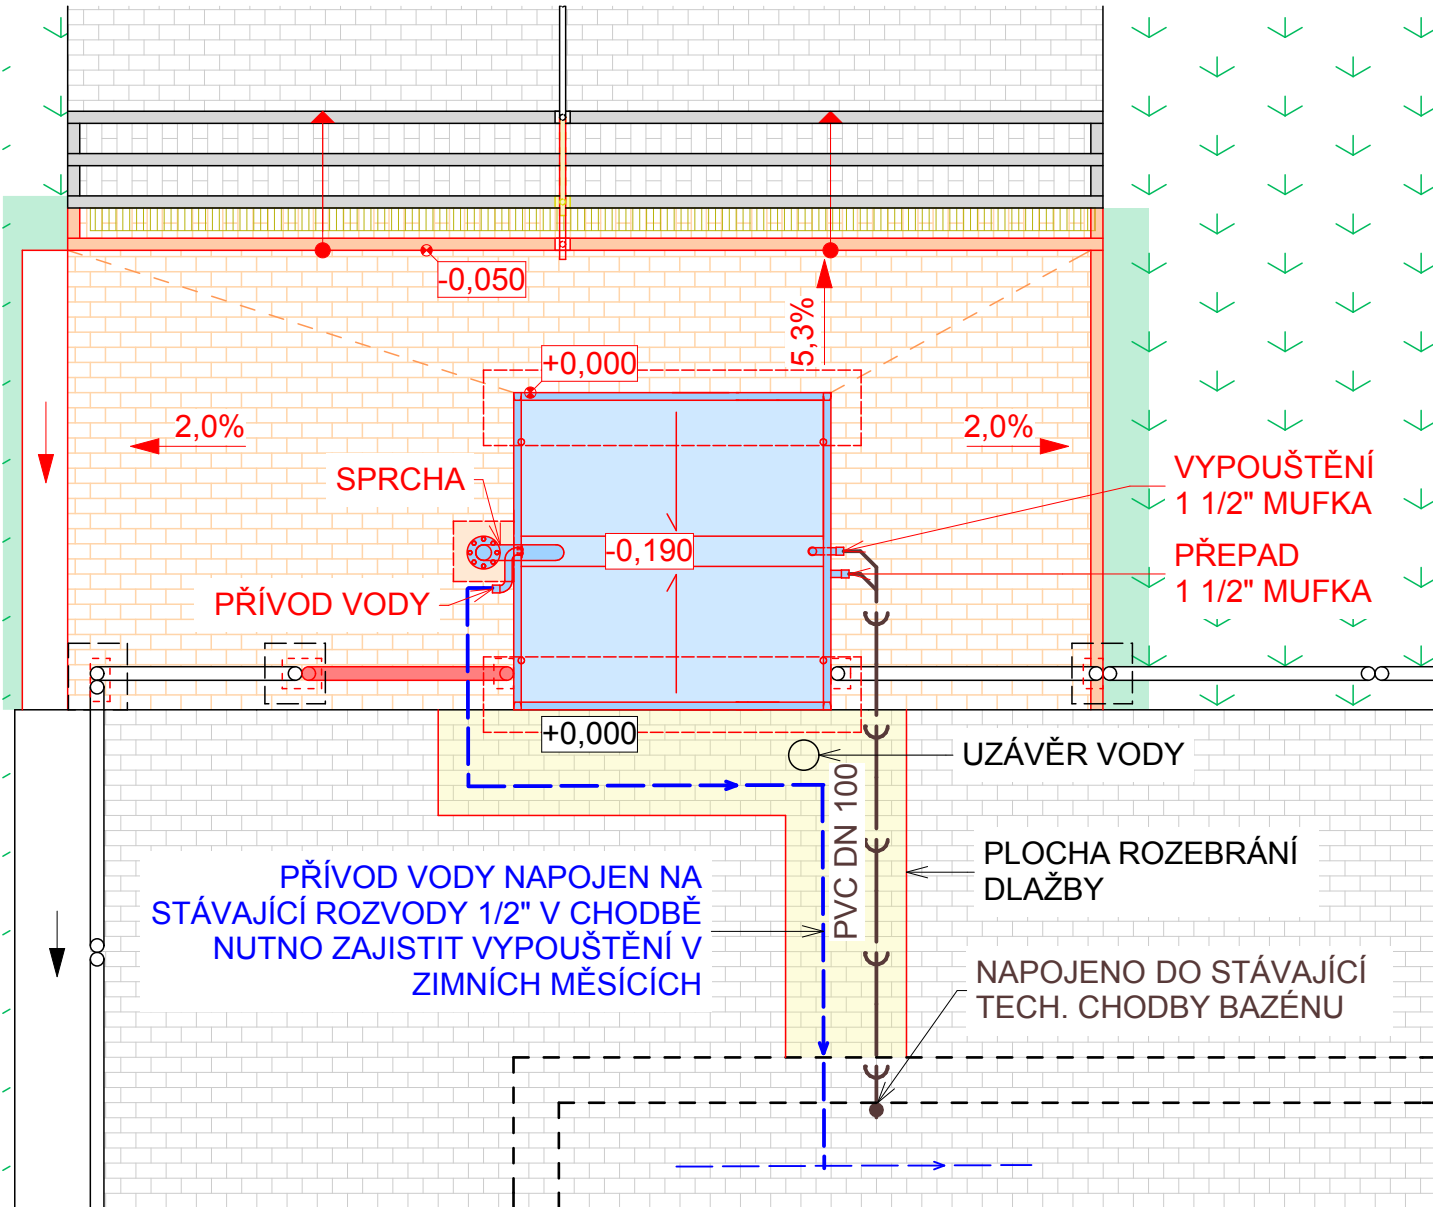 -0,050
5,3%
+0,000
2,0%
2,0%
SPRCHA
VYPOUŠTĚNÍ
1 1/2" MUFKA
-0,190
PŘEPAD
1 1/2" MUFKA
PŘÍVOD VODY
+0,000
UZÁVĚR VODY
PVC DN 100
PLOCHA ROZEBRÁNÍ
DLAŽBY
PŘÍVOD VODY NAPOJEN NA
STÁVAJÍCÍ ROZVODY 1/2" V CHODBĚ
NUTNO ZAJISTIT VYPOUŠTĚNÍ V
ZIMNÍCH MĚSÍCÍCH
NAPOJENO DO STÁVAJÍCÍ
TECH. CHODBY BAZÉNU